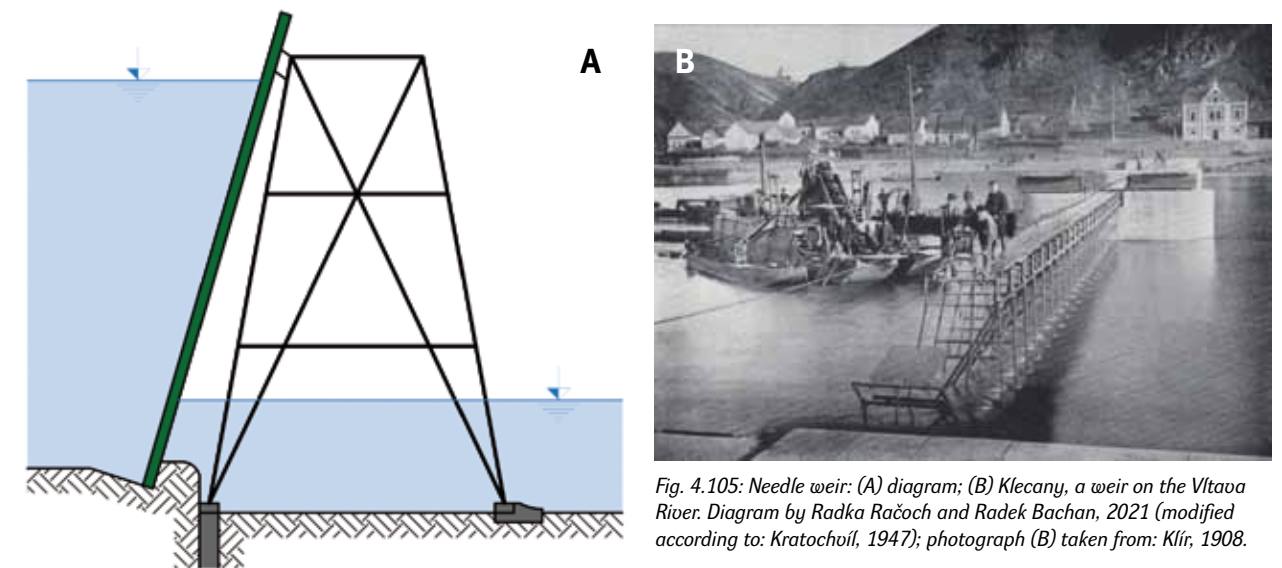 A
B
Fig. 4.105: Needle weir: (A) diagram; (B) Klecany, a weir on the Vltava
River. Diagram by Radka Račoch and Radek Bachan, 2021 (modified
according to: Kratochvíl, 1947); photograph (B) taken from: Klír, 1908.